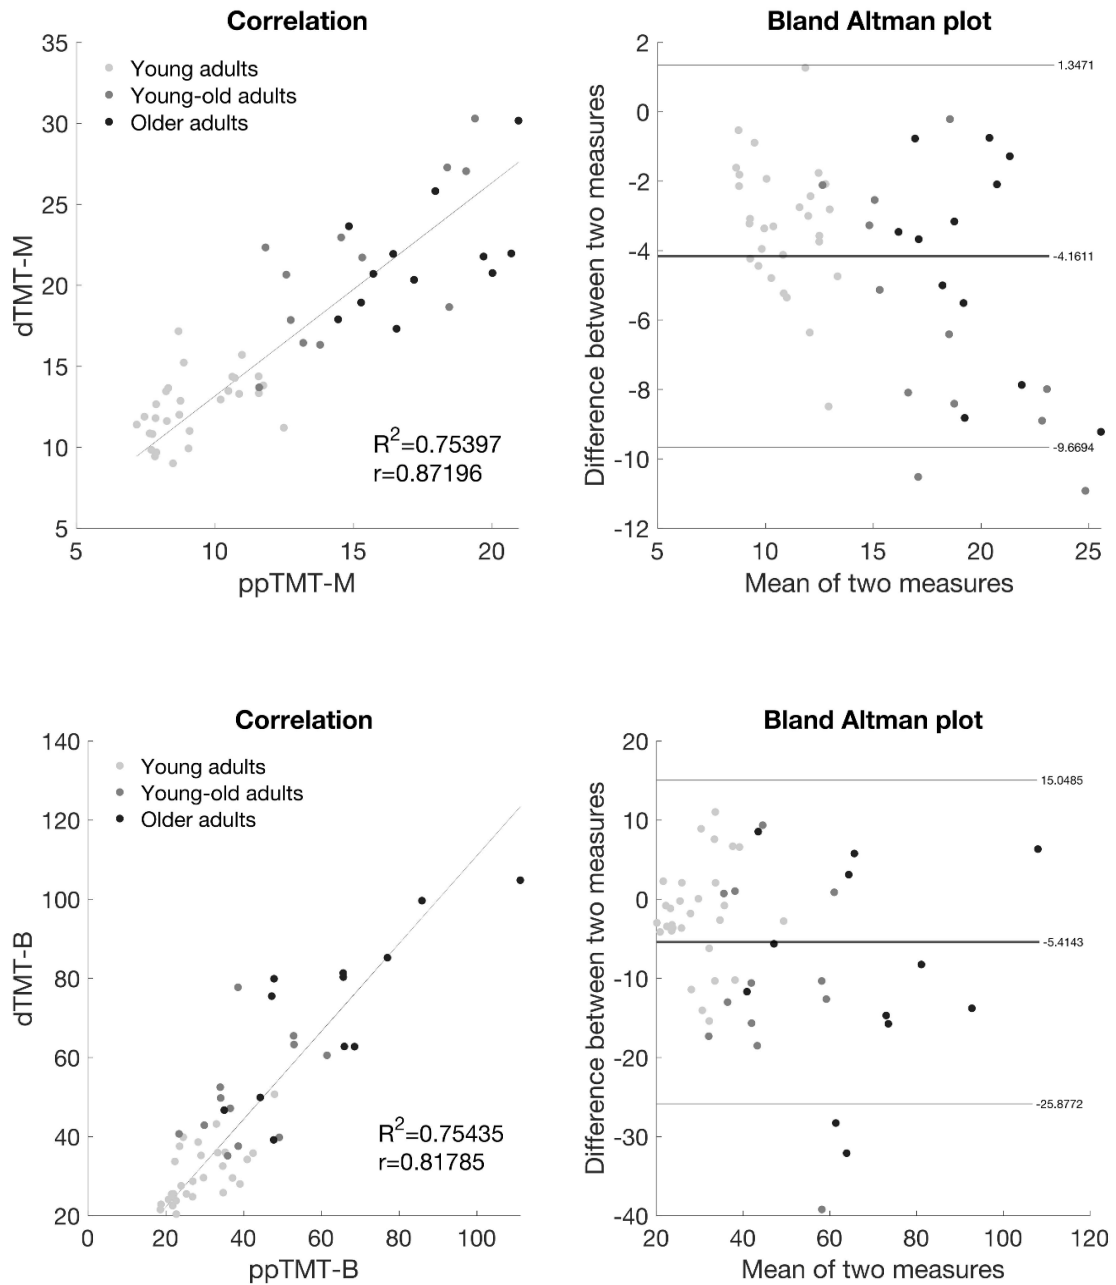 Correlation
35
30
25
20
15
10
5
dTMT-M
Young adults
Young-old adults
Older adults
R²=0.75397
r=0.87196
5 10 15 20
ppTMT-M
Bland Altman plot
2
0
-2
-4
-6
-8
-10
-12
Difference between two measures
1.3471
-4.1611
-9.6694
5 10 15 20 25
Mean of two measures
Correlation
140
120
100
80
60
40
20
dTMT-B
Young adults
Young-old adults
Older adults
R²=0.75435
r=0.81785
0 20 40 60 80 100
ppTMT-B
Bland Altman plot
20
10
0
-10
-20
-30
-40
Difference between two measures
15.0485
-5.4143
-25.8772
20 40 60 80 100 120
Mean of two measures